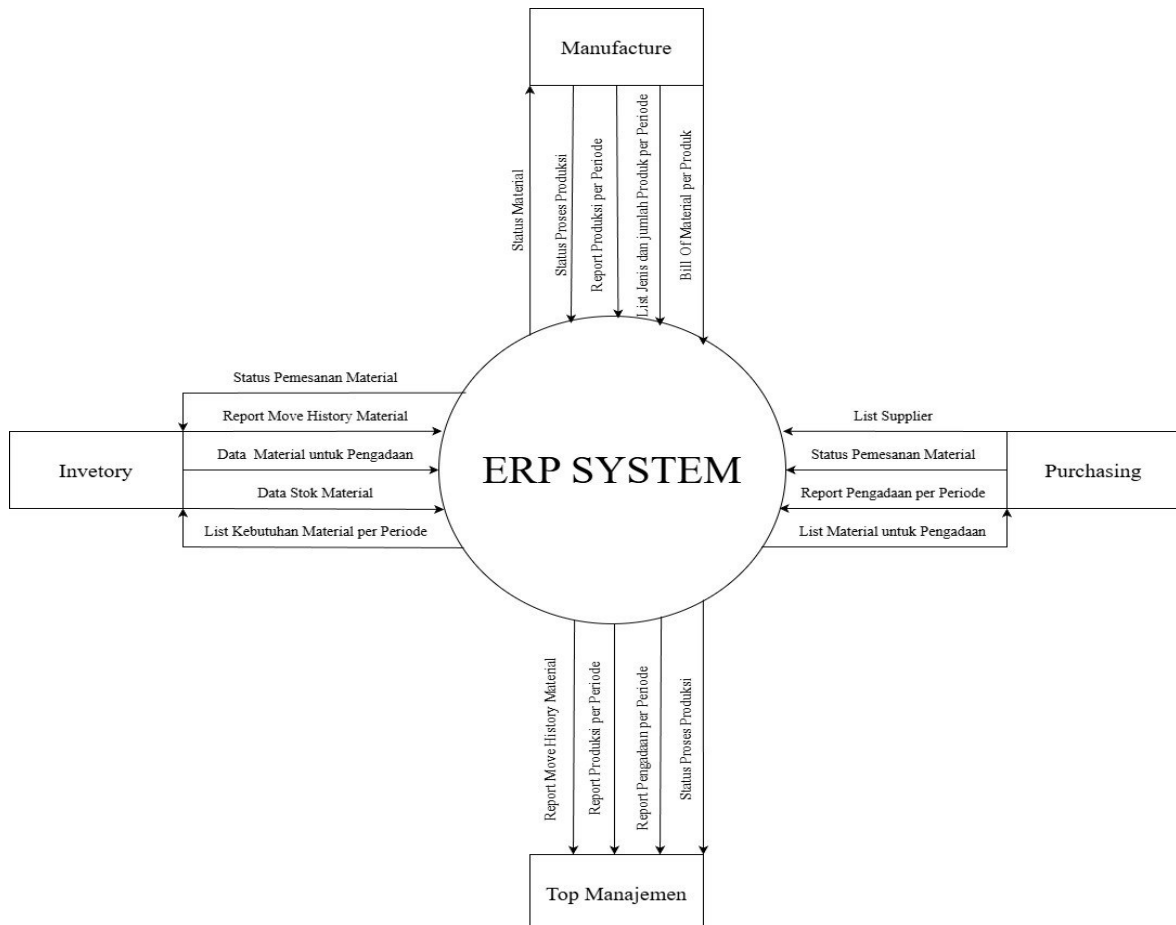 Manufacture
Status Material
Status Proses Produksi
Report Produksi per Periode
List Jenis dan jumlah Produk per Periode
Bill Of Material per Produk
Status Pemesanan Material
Report Move History Material
Data Material untuk Pengadaan
Data Stok Material
List Kebutuhan Material per Periode
Invetory
ERP SYSTEM
List Supplier
Status Pemesanan Material
Report Pengadaan per Periode
List Material untuk Pengadaan
Purchasing
Report Move History Material
Report Produksi per Periode
Report Pengadaan per Periode
Status Proses Produksi
Top Manajemen